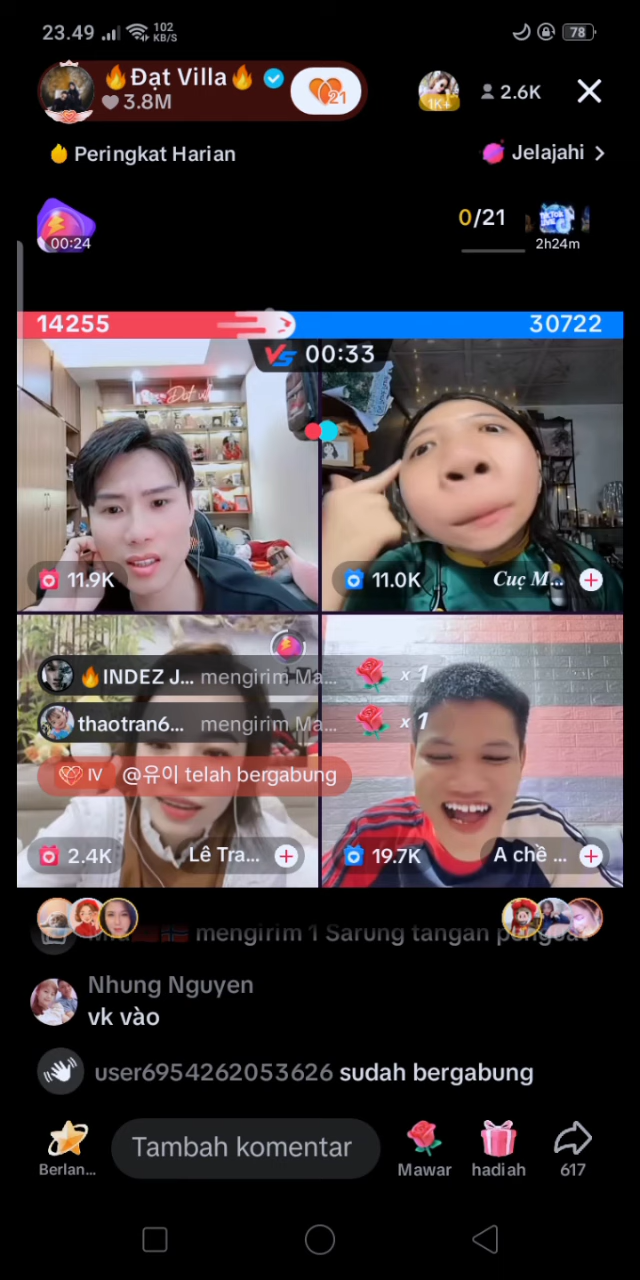 23.49
102
KB/S
78
🔥Đạt Villa🔥
3.8M
21
1K+
2.6K
Peringkat Harian
Jelajahi
00:24
0/21
2h24m
14255
30722
VS 00:33
11.9K
11.0K
Cuç M...
🔥INDEZ J... mengirim Ma...
x 1
thaotran6... mengirim Ma...
x 1
IV @유이 telah bergabung
2.4K
Lê Tra...
19.7K
A chề ...
mengirim 1 Sarung tangan penguat
Nhung Nguyen
vk vào
user6954262053626 sudah bergabung
Berlan...
Tambah komentar
Mawar
hadiah
617